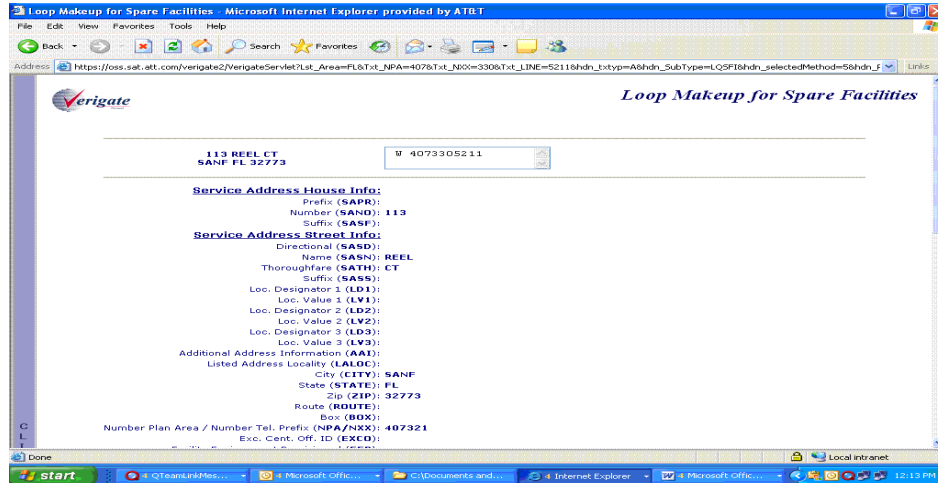 Loop Makeup for Spare Facilities - Microsoft Internet Explorer provided by AT&T
File Edit View Favorites Tools Help
Back Search Favorites
Address https://oss.sat.att.com/verigate2/VerigateServlet?Lst_Area=FL&Txt_NPA=407&Txt_NXX=330&Txt_LINE=5211&hdn_txtyp=A&hdn_SubType=LQSFI&hdn_selectedMethod=5&hdn_F Links
Verigate Loop Makeup for Spare Facilities
113 REEL CT W 4073305211
SANF FL 32773
Service Address House Info:
Prefix (SAPR):
Number (SANO): 113
Suffix (SASF):
Service Address Street Info:
Directional (SASD):
Name (SASN): REEL
Thoroughfare (SATH): CT
Suffix (SASS):
Loc. Designator 1 (LD1):
Loc. Value 1 (LV1):
Loc. Designator 2 (LD2):
Loc. Value 2 (LV2):
Loc. Designator 3 (LD3):
Loc. Value 3 (LV3):
Additional Address Information (AAI):
Listed Address Locality (LALOC):
City (CITY): SANF
State (STATE): FL
Zip (ZIP): 32773
Route (ROUTE):
Box (BOX):
Number Plan Area / Number Tel. Prefix (NPA/NXX): 407321
Exc. Cent. Off. ID (EXCO):
C
L
Done Local intranet
start 4 QTeamLinkMes... 4 Microsoft Offic... C:\Documents and... 4 Internet Explorer 4 Microsoft Offic... 12:13 PM